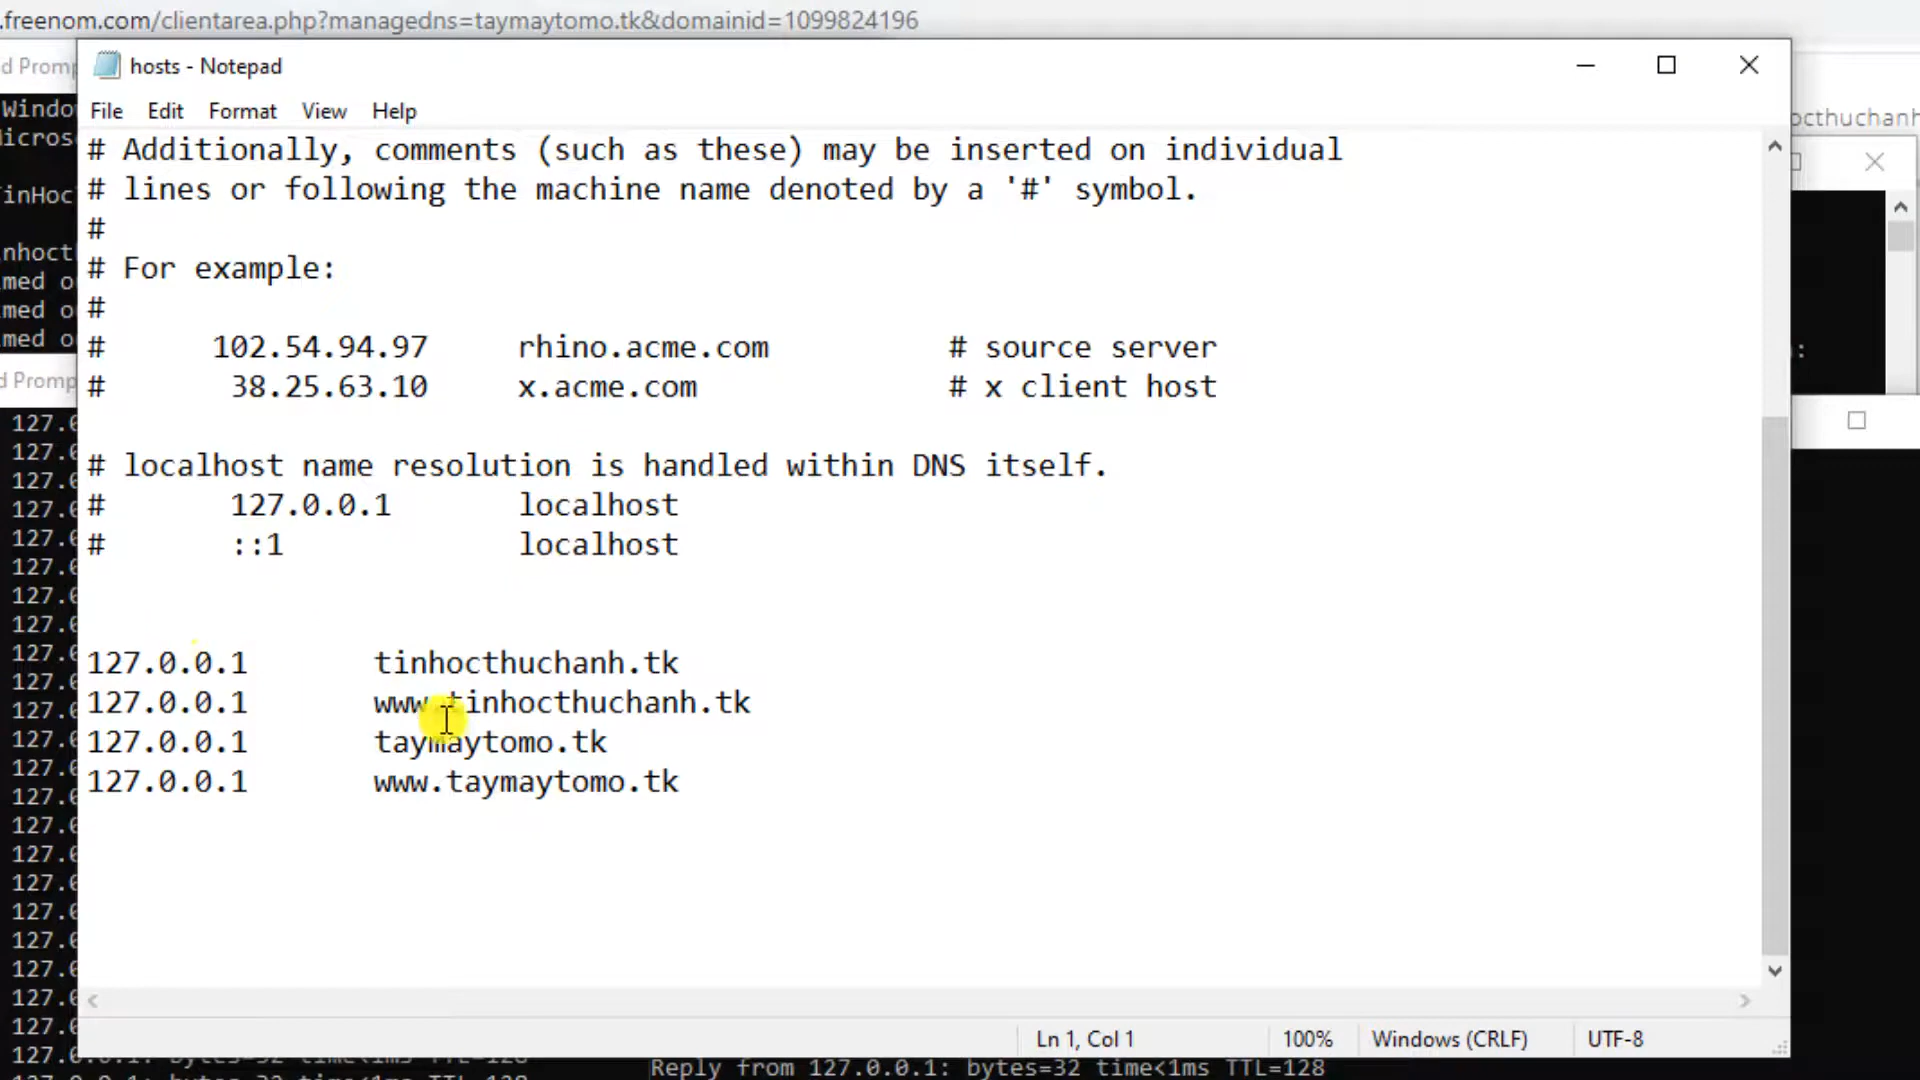 .freenom.com/clientarea.php?managedns=taymaytomo.tk&domainid=1099824196
hosts - Notepad
File Edit Format View Help
# Additionally, comments (such as these) may be inserted on individual
# lines or following the machine name denoted by a '#' symbol.
#
# For example:
#
# 102.54.94.97 rhino.acme.com # source server
# 38.25.63.10 x.acme.com # x client host
# localhost name resolution is handled within DNS itself.
# 127.0.0.1 localhost
# ::1 localhost
127.0.0.1 tinhocthuchanh.tk
127.0.0.1 www.tinhocthuchanh.tk
127.0.0.1 taymaytomo.tk
127.0.0.1 www.taymaytomo.tk
Ln 1, Col 1 100% Windows (CRLF) UTF-8
Reply from 127.0.0.1: bytes=32 time<1ms TTL=128